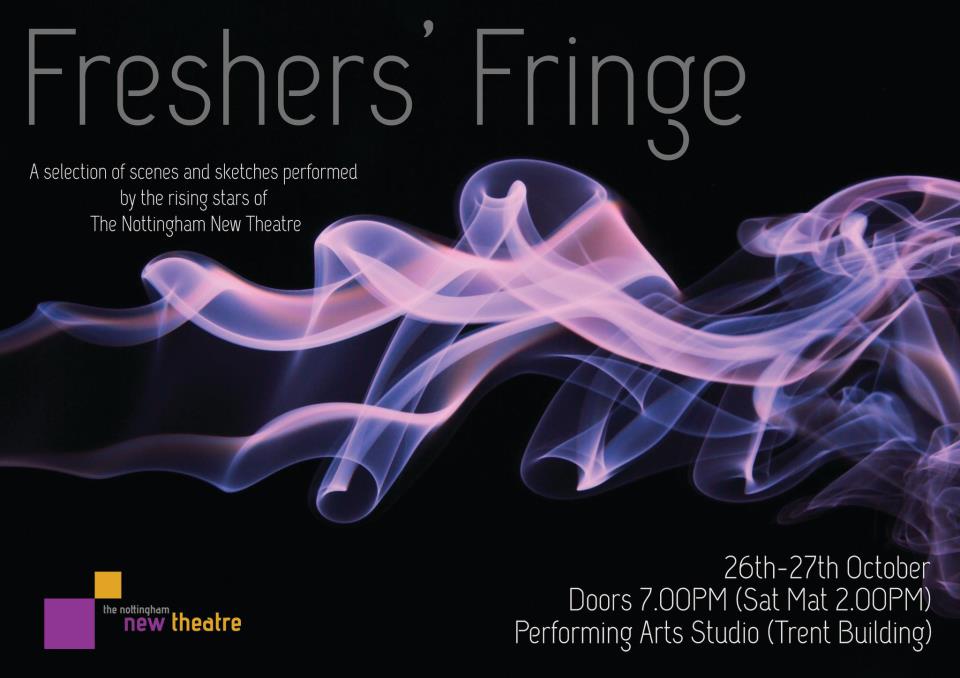 Freshers' Fringe
A selection of scenes and sketches performed
by the rising stars of
The Nottingham New Theatre
the nottingham
new theatre
26th-27th October
Doors 7.00PM (Sat Mat 2.00PM)
Performing Arts Studio (Trent Building)